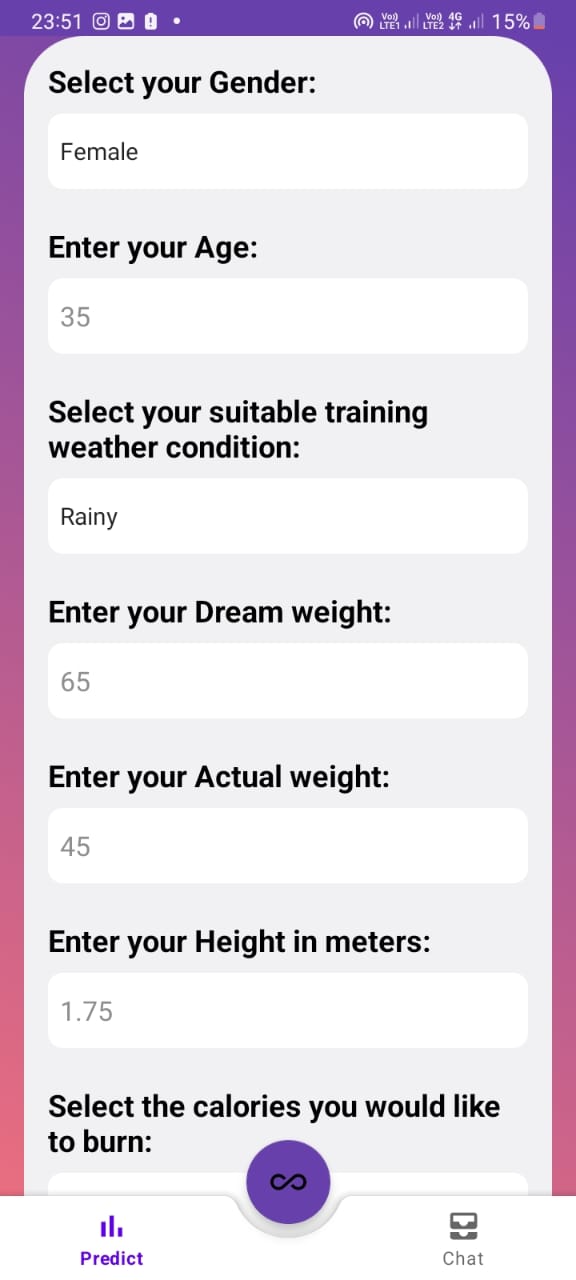 23:51 Vo)) LTE1 Vo)) LTE2 4G 15%
Select your Gender:
Female
Enter your Age:
35
Select your suitable training
weather condition:
Rainy
Enter your Dream weight:
65
Enter your Actual weight:
45
Enter your Height in meters:
1.75
Select the calories you would like
to burn:
Predict
Chat